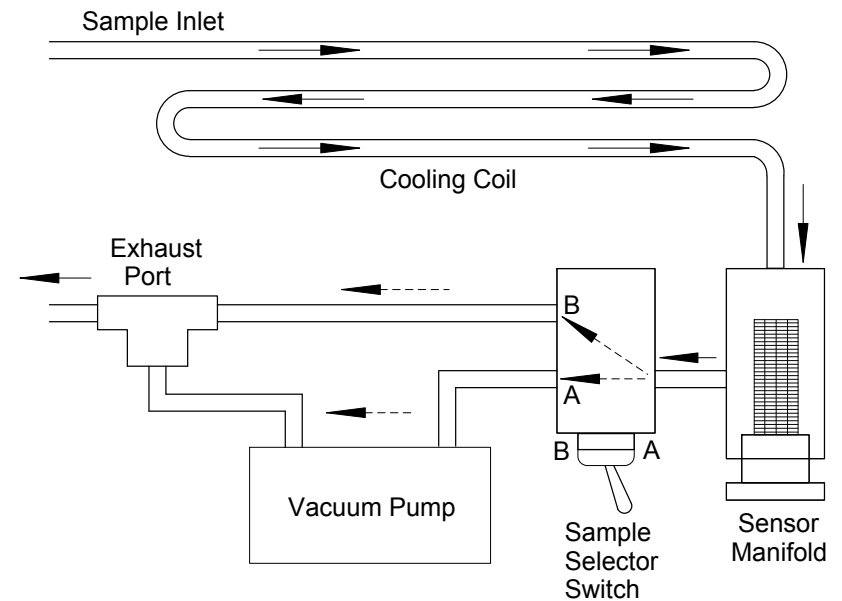 Sample Inlet
Cooling Coil
Exhaust
Port
B
A
B A
Vacuum Pump
Sample
Selector
Switch
Sensor
Manifold